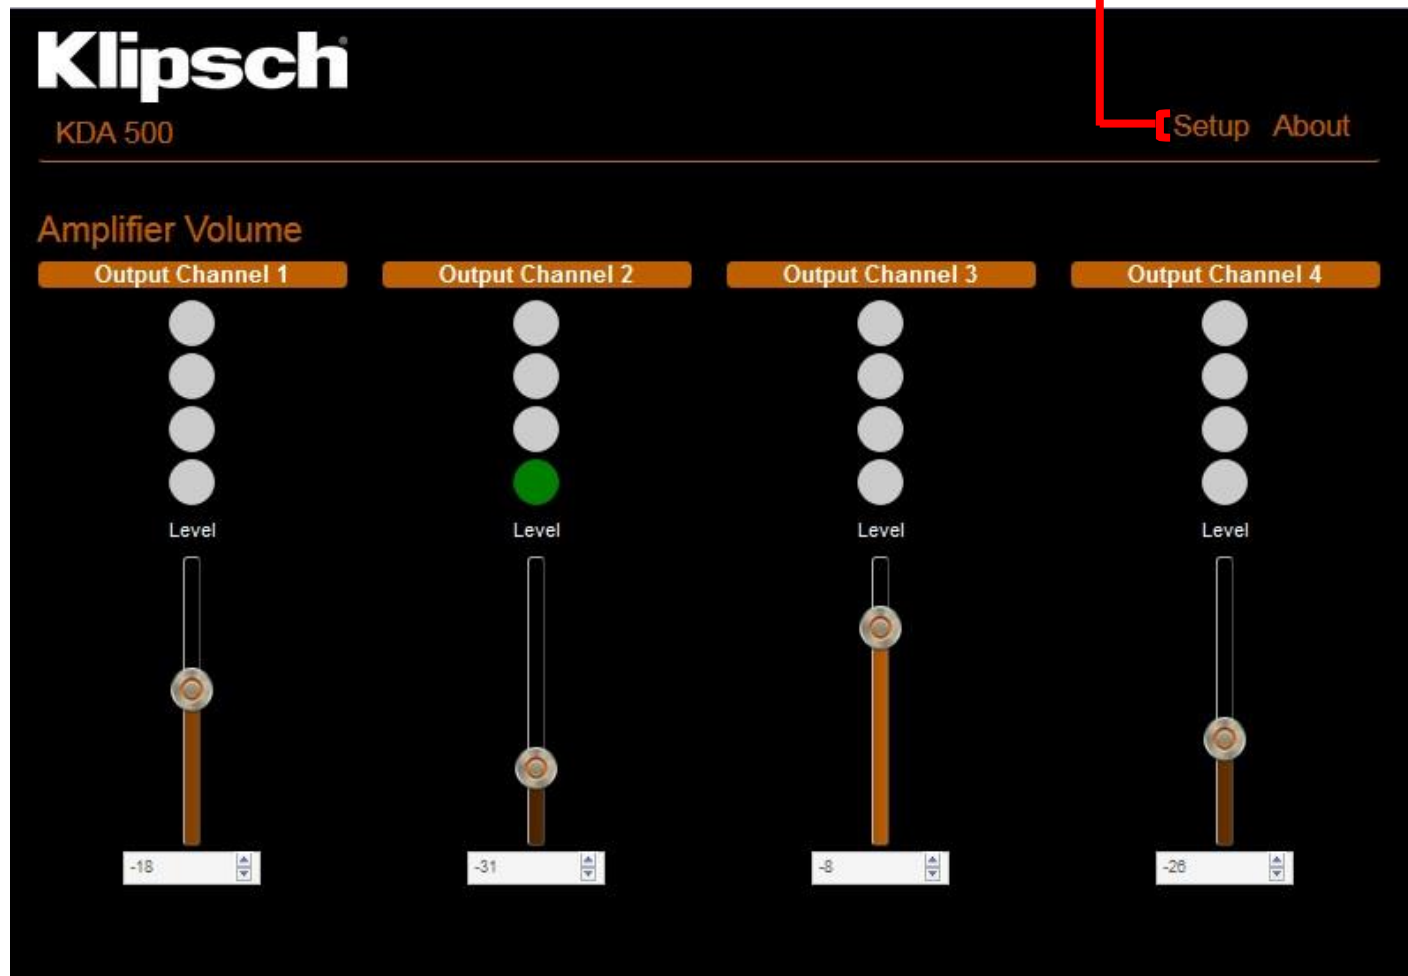 Klipsch
KDA 500
Setup About
Amplifier Volume
Output Channel 1 Output Channel 2 Output Channel 3 Output Channel 4
Level Level Level Level
-18 -31 -8 -26